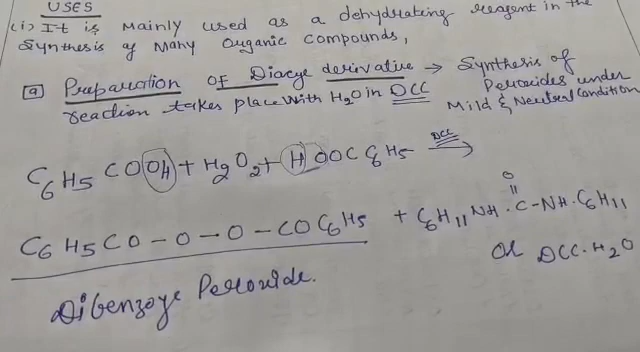 USES
(i) It is Mainly used as a dehydrating reagent in the
Synthesis of Many Organic compounds,
[a] Preparation of Diacyl derivative → Synthesis of
Peroxides under
reaction takes place with H2O in DCC Mild & Neutral Condition
C6H5COOH + H2O2 + HOOCC6H5 DCC→
C6H5CO-O-O-COC6H5 + C6H11NH.C-NH.C6H11
O
||
Dibenzoyl Peroxide. or DCC.H2O